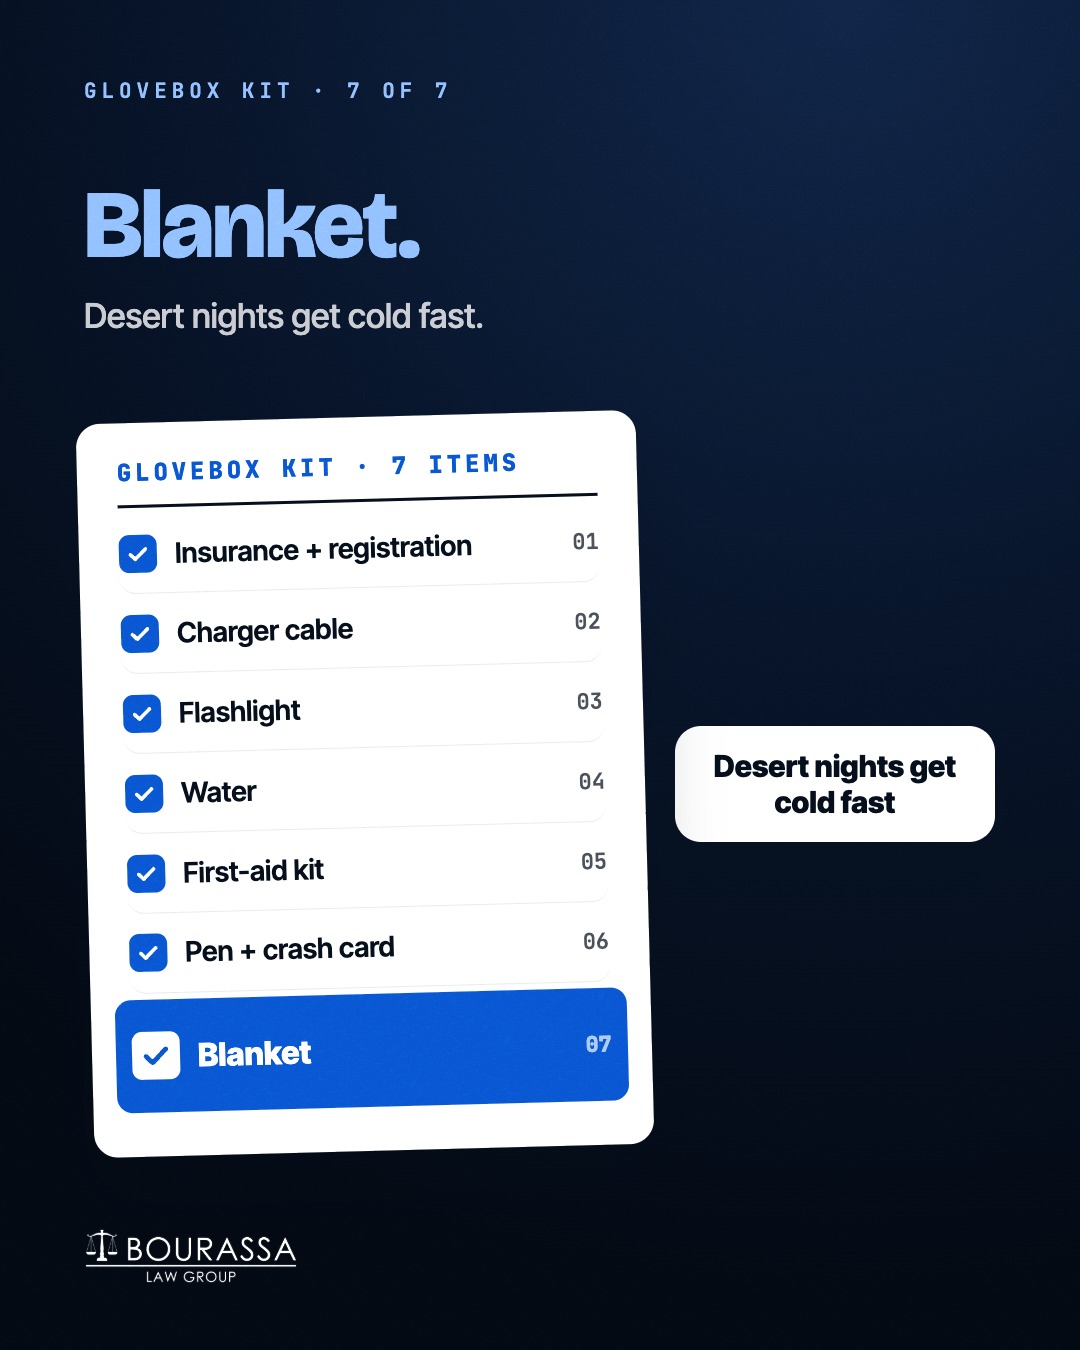 GLOVEBOX KIT · 7 OF 7
Blanket.
Desert nights get cold fast.
GLOVEBOX KIT · 7 ITEMS
Insurance + registration 01
Charger cable 02
Flashlight 03
Water 04
First-aid kit 05
Pen + crash card 06
Blanket 07
Desert nights get
cold fast
BOURASSA
LAW GROUP